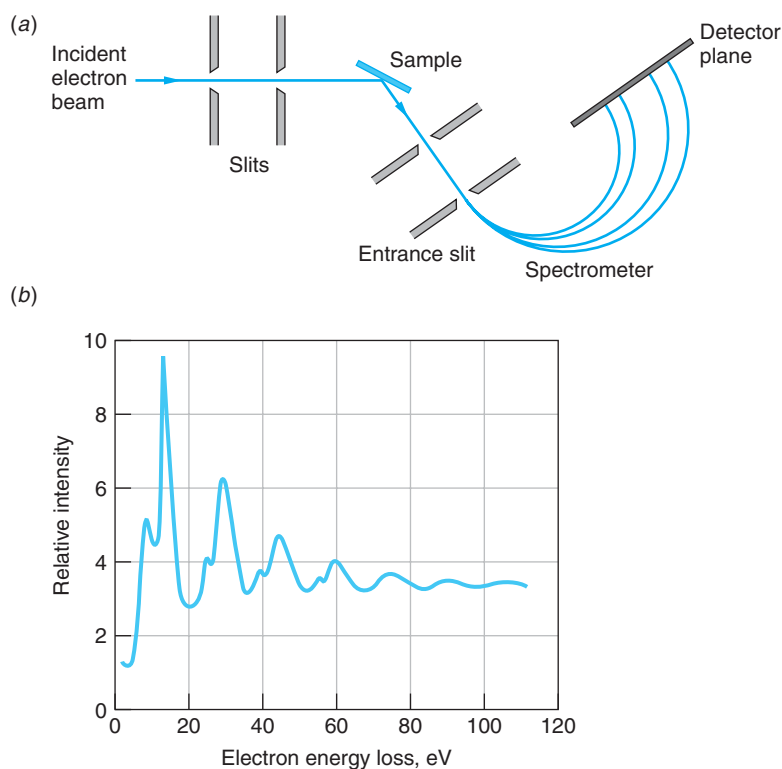 (a)
Incident
electron
beam
Slits
Sample
Entrance slit
Spectrometer
Detector
plane
(b)
Relative intensity
10
8
6
4
2
0
0 20 40 60 80 100 120
Electron energy loss, eV